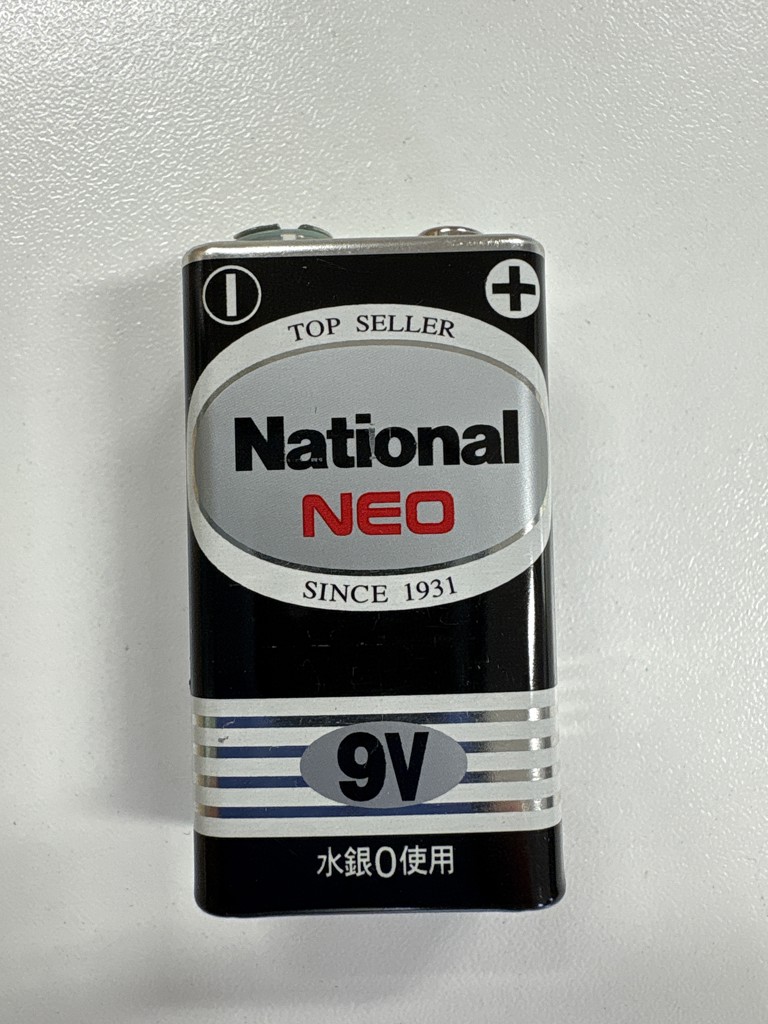 TOP SELLER
National
NEO
SINCE 1931
9V
水銀0使用